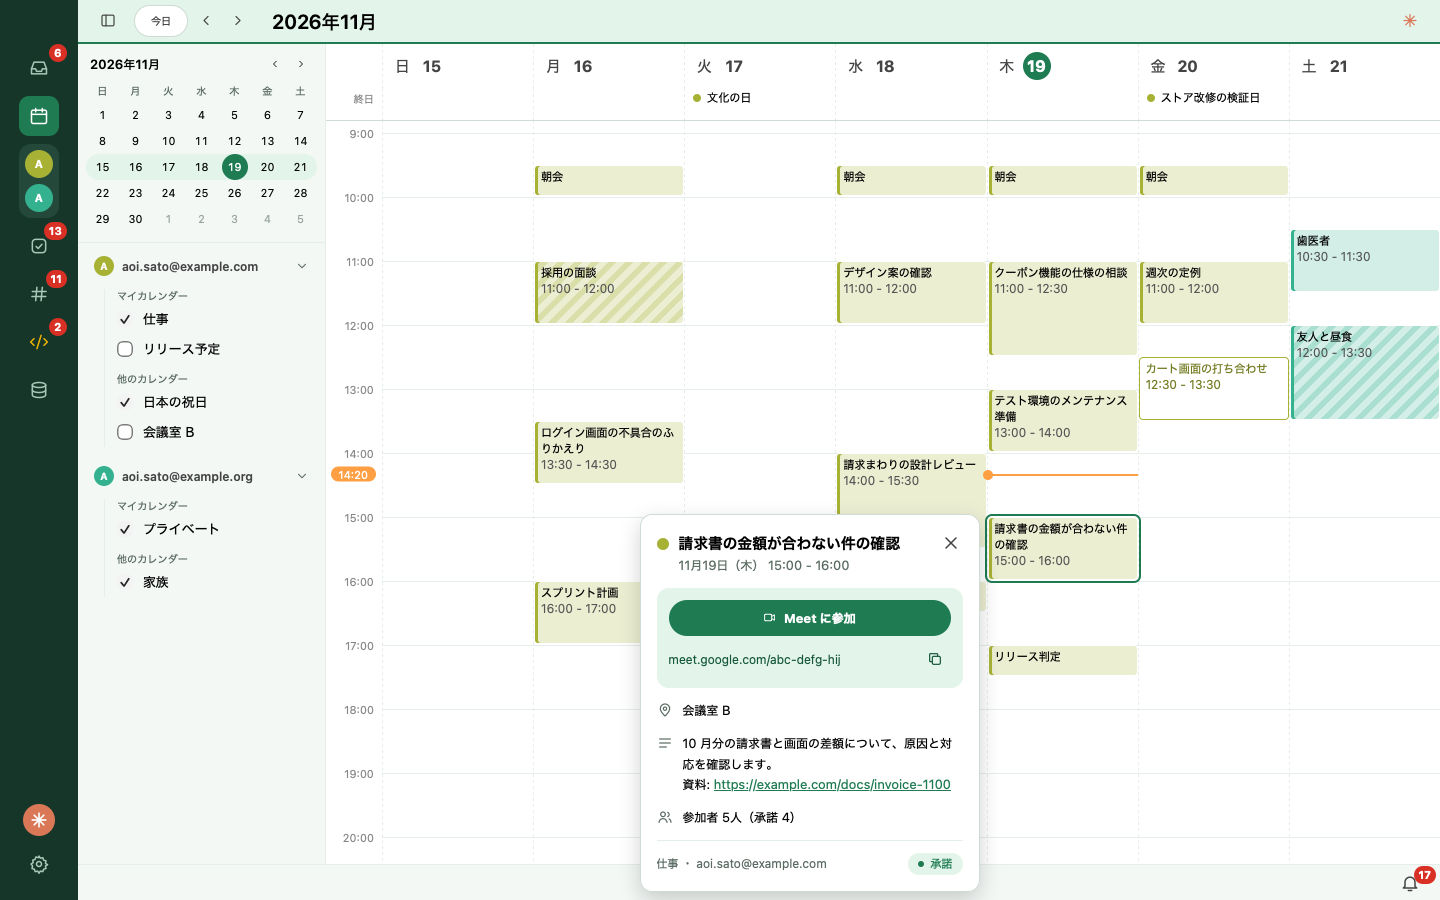 今日
2026年11月
6
A
A
13
11
2
2026年11月
日 月 火 水 木 金 土
1 2 3 4 5 6 7
8 9 10 11 12 13 14
15 16 17 18 19 20 21
22 23 24 25 26 27 28
29 30 1 2 3 4 5
A aoi.sato@example.com
マイカレンダー
仕事
リリース予定
他のカレンダー
日本の祝日
会議室 B
A aoi.sato@example.org
マイカレンダー
プライベート
他のカレンダー
家族
日 15
月 16
火 17
水 18
木 19
金 20
土 21
終日
文化の日
ストア改修の検証日
9:00
10:00
11:00
12:00
13:00
14:00
14:20
15:00
16:00
17:00
18:00
19:00
20:00
朝会
採用の面談
11:00 - 12:00
ログイン画面の不具合のふ
りかえり
13:30 - 14:30
スプリント計画
16:00 - 17:00
朝会
デザイン案の確認
11:00 - 12:00
請求まわりの設計レビュー
14:00 - 15:30
朝会
クーポン機能の仕様の相談
11:00 - 12:30
テスト環境のメンテナンス
準備
13:00 - 14:00
請求書の金額が合わない件
の確認
15:00 - 16:00
リリース判定
朝会
週次の定例
11:00 - 12:00
カート画面の打ち合わせ
12:30 - 13:30
歯医者
10:30 - 11:30
友人と昼食
12:00 - 13:30
請求書の金額が合わない件の確認
11月19日（木） 15:00 - 16:00
Meet に参加
meet.google.com/abc-defg-hij
会議室 B
10 月分の請求書と画面の差額について、原因と対
応を確認します。
資料: https://example.com/docs/invoice-1100
参加者 5人（承諾 4）
仕事 ・ aoi.sato@example.com
承諾
17